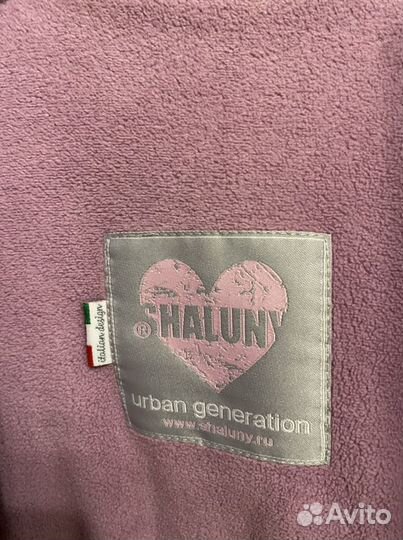 SHALUNY
®
italian design
urban generation
www.shaluny.ru
Avito